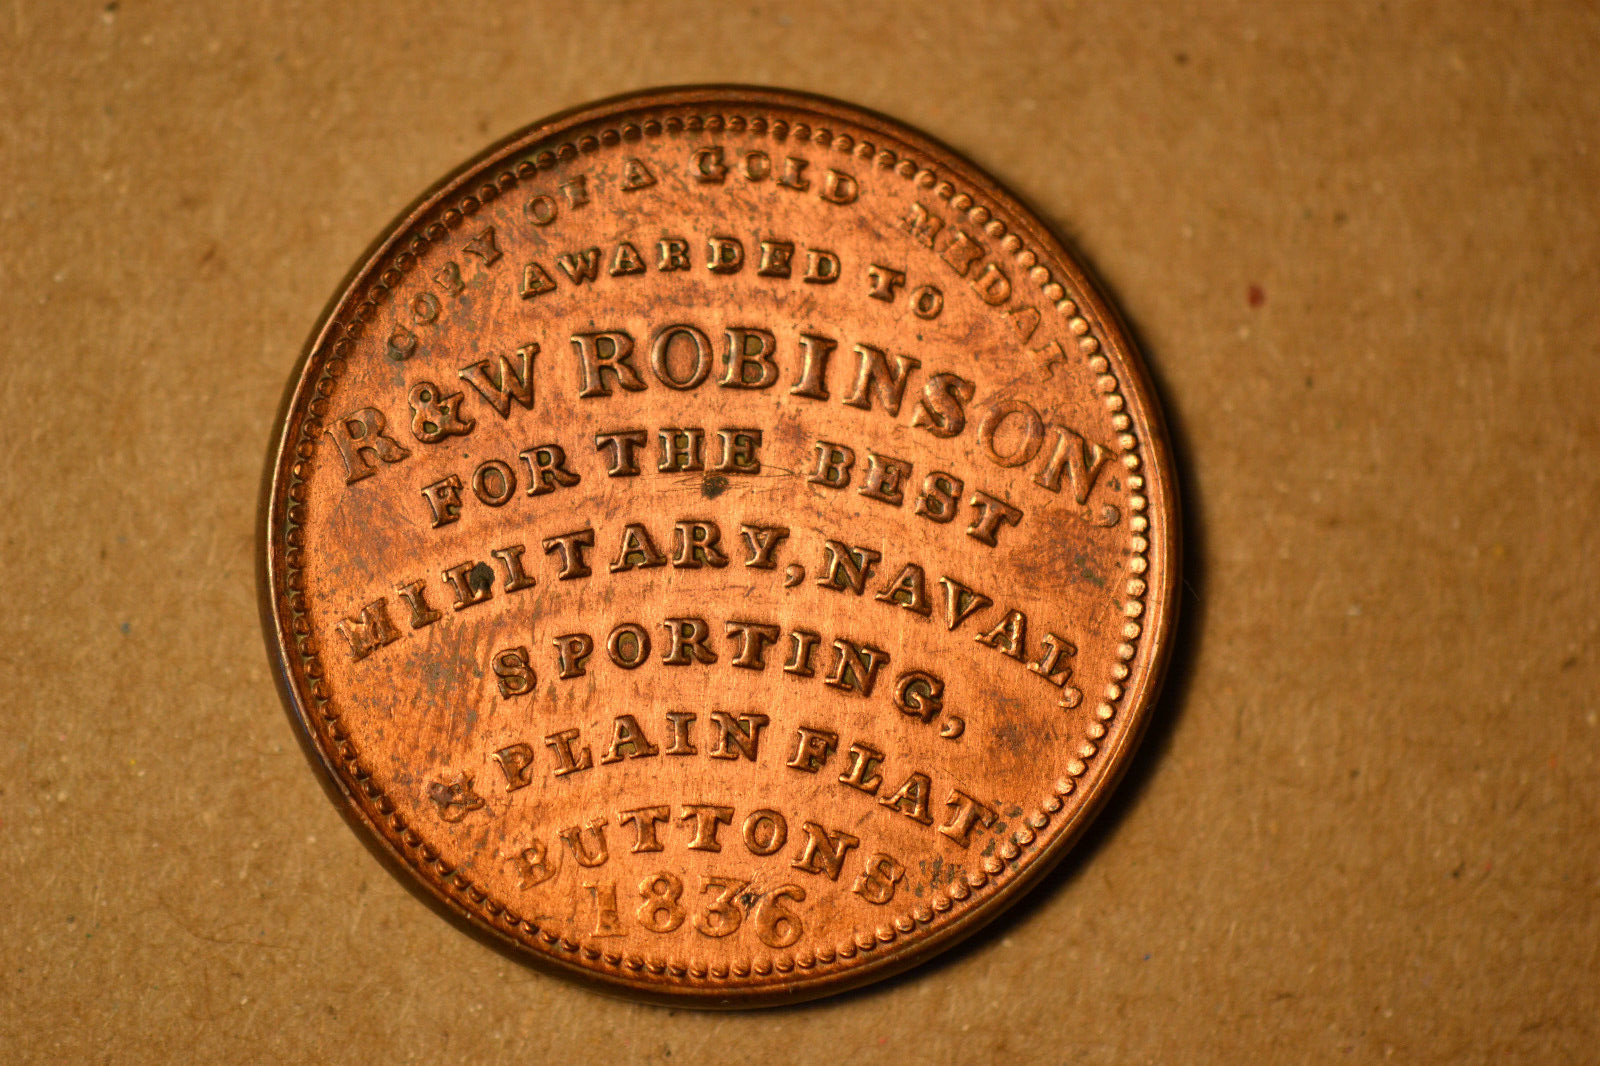 COPY OF A GOLD MEDAL
AWARDED TO
R&W ROBINSON,
FOR THE BEST
MILITARY, NAVAL,
SPORTING,
& PLAIN FLAT
BUTTONS
1836